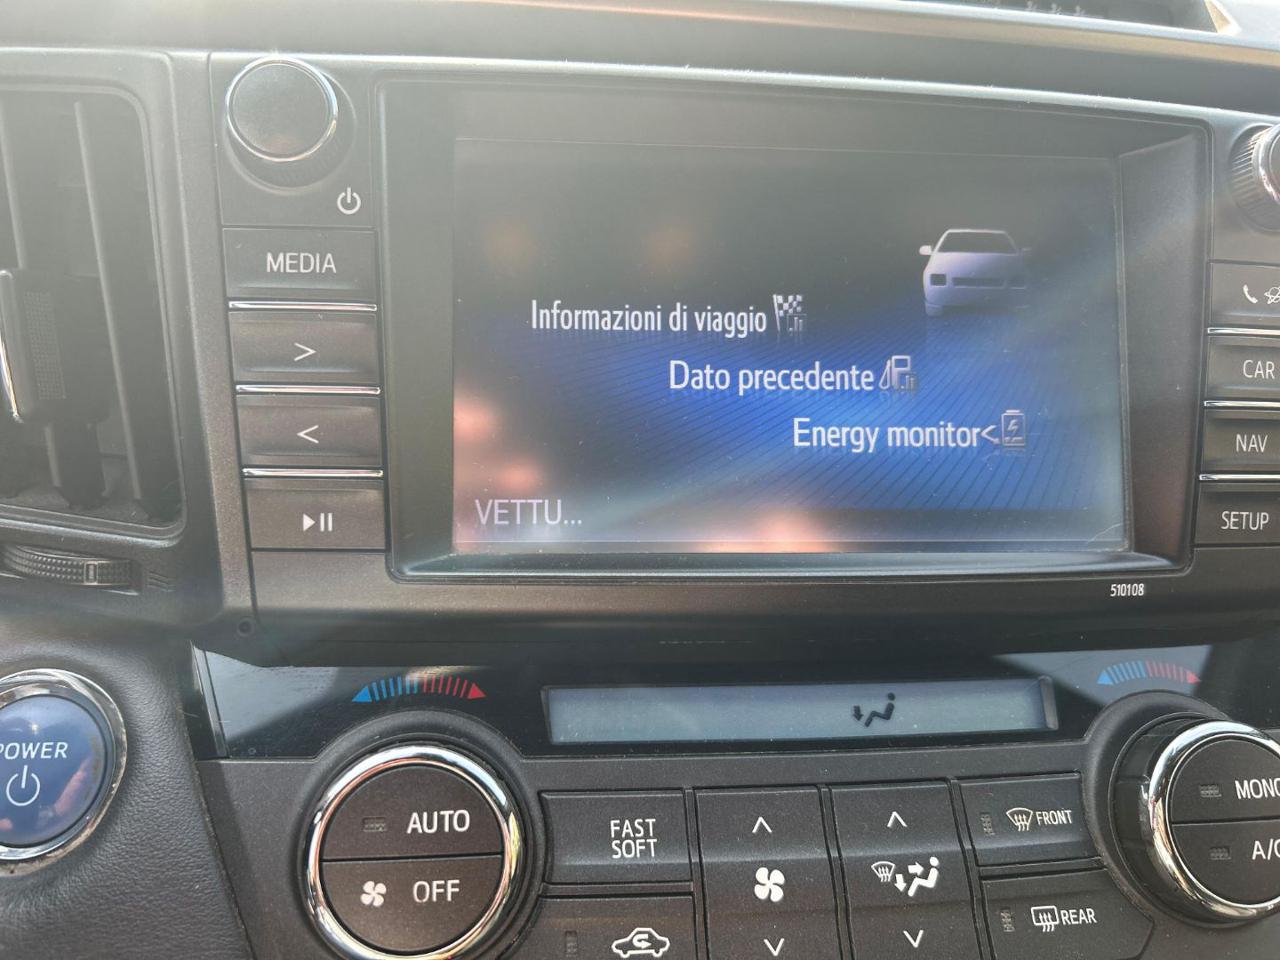 MEDIA
>
<
Informazioni di viaggio
Dato precedente
Energy monitor<
VETTU...
CAR
NAV
SETUP
510108
POWER
AUTO
OFF
FAST
SOFT
FRONT
REAR
MONO
A/C